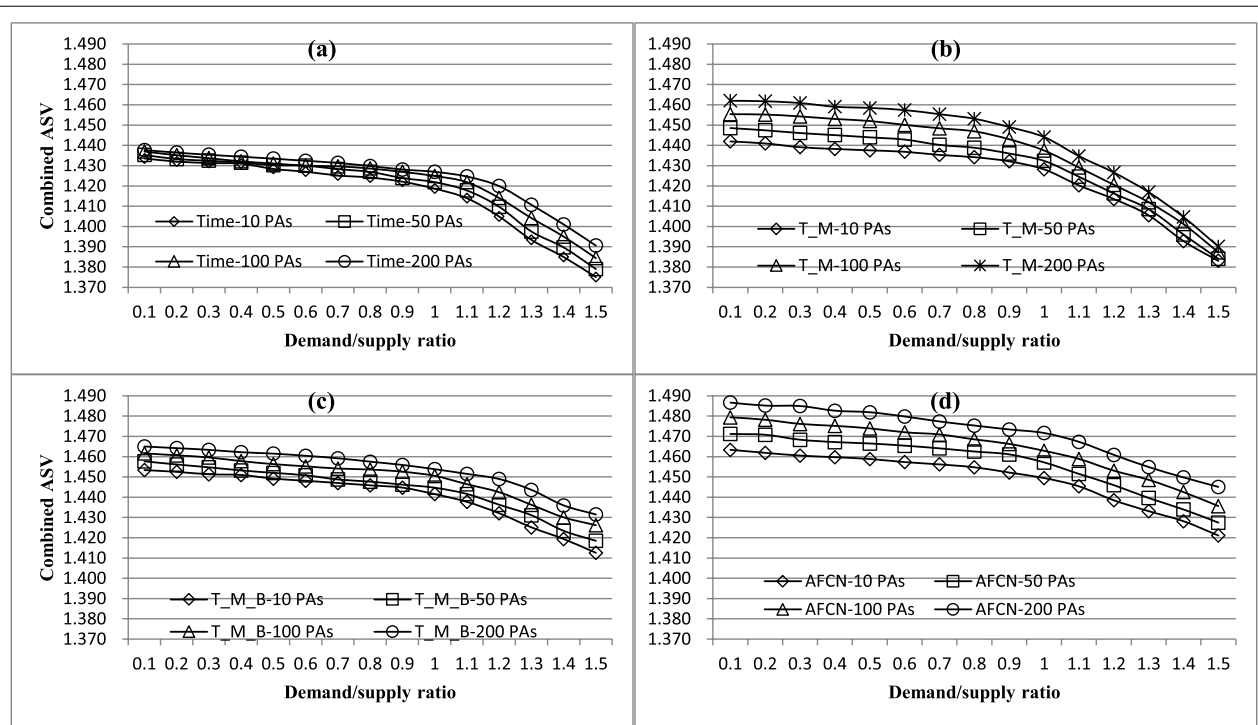 (a)
Combined ASV
1.490
1.480
1.470
1.460
1.450
1.440
1.430
1.420
1.410
1.400
1.390
1.380
1.370
Time-10 PAs Time-50 PAs
Time-100 PAs Time-200 PAs
0.1 0.2 0.3 0.4 0.5 0.6 0.7 0.8 0.9 1 1.1 1.2 1.3 1.4 1.5
Demand/supply ratio
(b)
1.490
1.480
1.470
1.460
1.450
1.440
1.430
1.420
1.410
1.400
1.390
1.380
1.370
T_M-10 PAs T_M-50 PAs
T_M-100 PAs T_M-200 PAs
0.1 0.2 0.3 0.4 0.5 0.6 0.7 0.8 0.9 1 1.1 1.2 1.3 1.4 1.5
Demand/supply ratio
(c)
Combined ASV
1.490
1.480
1.470
1.460
1.450
1.440
1.430
1.420
1.410
1.400
1.390
1.380
1.370
T_M_B-10 PAs T_M_B-50 PAs
T_M_B-100 PAs T_M_B-200 PAs
0.1 0.2 0.3 0.4 0.5 0.6 0.7 0.8 0.9 1 1.1 1.2 1.3 1.4 1.5
Demand/supply ratio
(d)
1.490
1.480
1.470
1.460
1.450
1.440
1.430
1.420
1.410
1.400
1.390
1.380
1.370
AFCN-10 PAs AFCN-50 PAs
AFCN-100 PAs AFCN-200 PAs
0.1 0.2 0.3 0.4 0.5 0.6 0.7 0.8 0.9 1 1.1 1.2 1.3 1.4 1.5
Demand/supply ratio